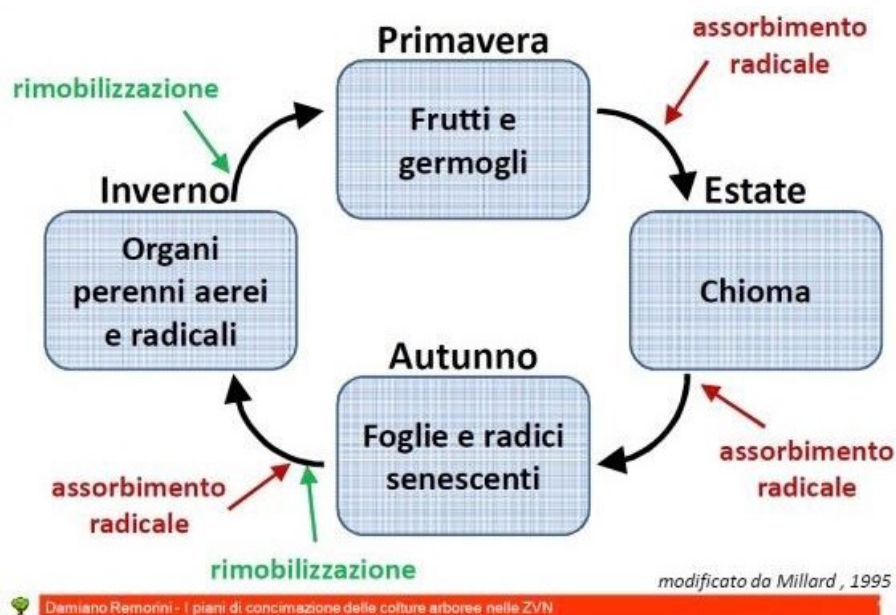 Primavera
assorbimento
radicale
rimobilizzazione
Frutti e
germogli
Inverno
Estate
Organi
perenni aerei
e radicali
Chioma
Autunno
Foglie e radici
senescenti
assorbimento
radicale
assorbimento
radicale
rimobilizzazione
modificato da Millard , 1995
Damiano Remorini - I piani di concimazione delle colture arboree nelle ZVN